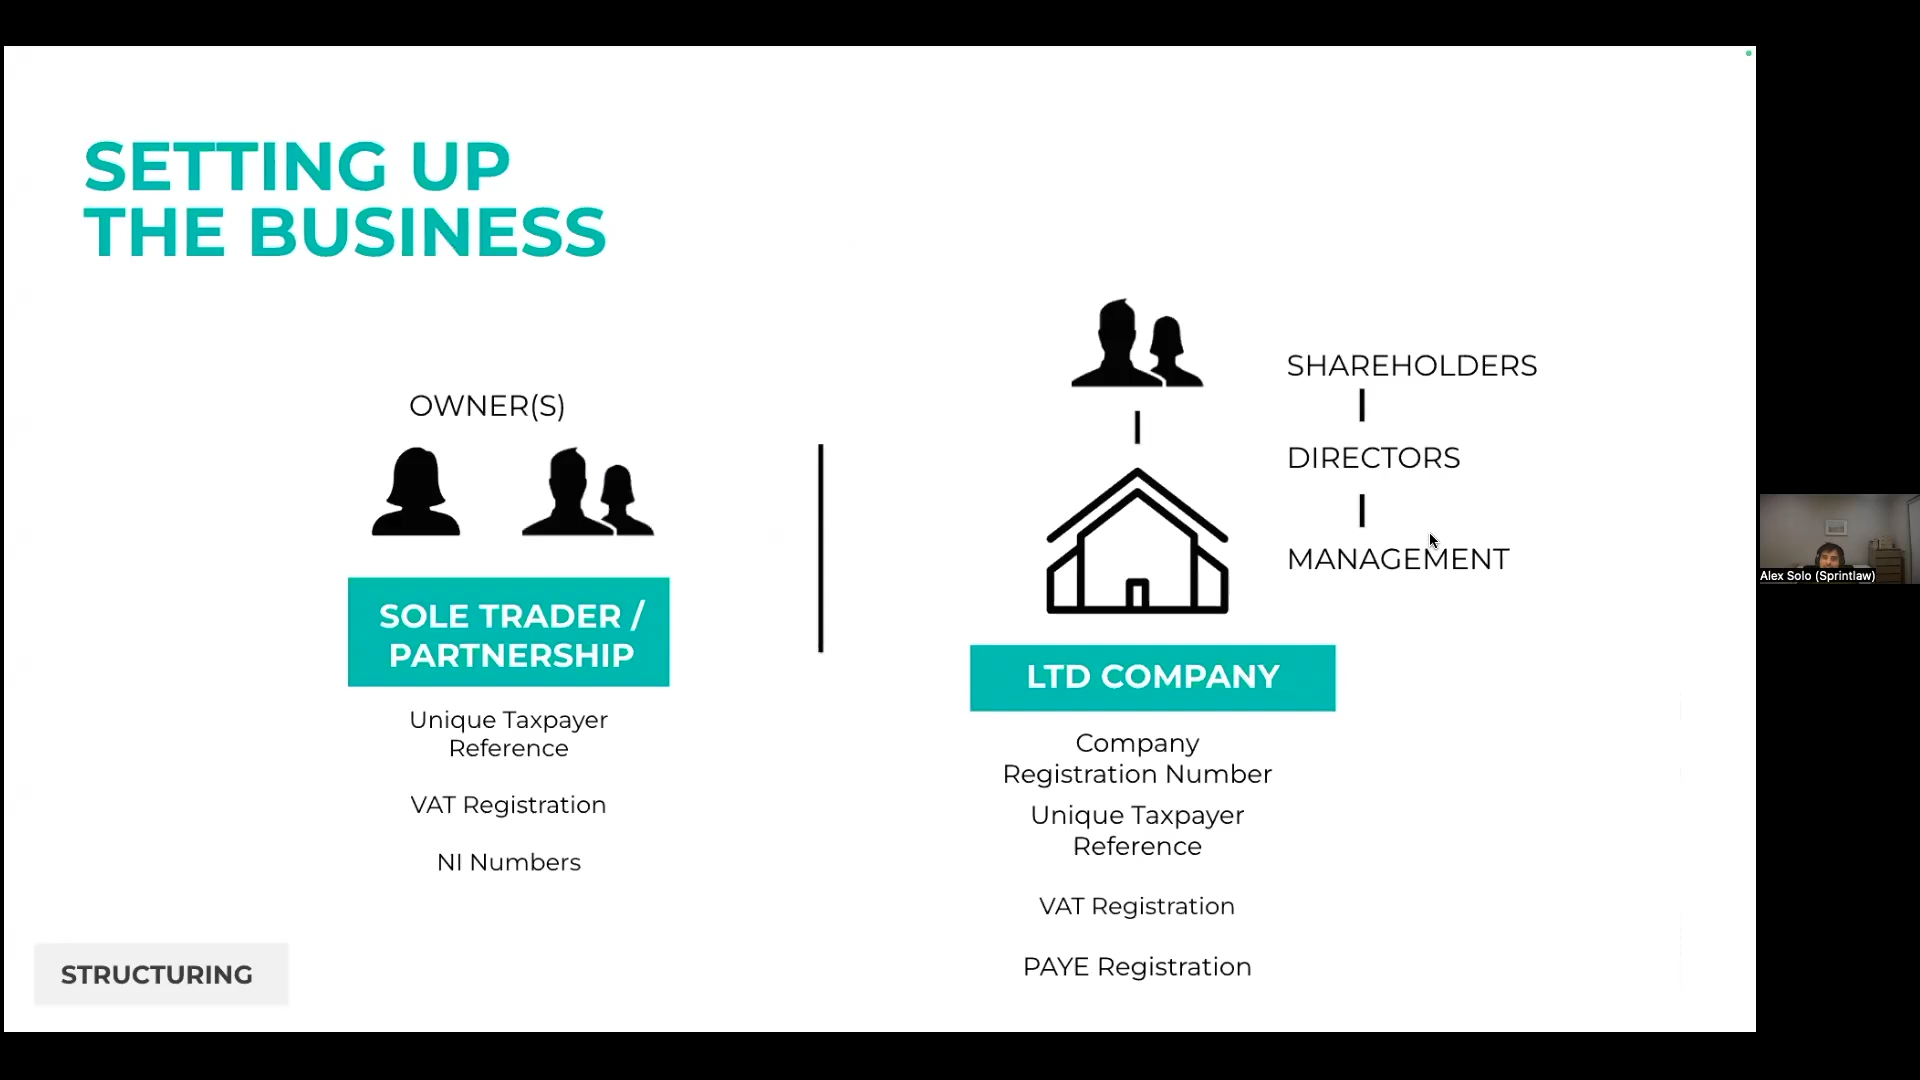 SETTING UP
THE BUSINESS
OWNER(S)
SOLE TRADER /
PARTNERSHIP
Unique Taxpayer
Reference
VAT Registration
NI Numbers
SHAREHOLDERS
DIRECTORS
MANAGEMENT
LTD COMPANY
Company
Registration Number
Unique Taxpayer
Reference
VAT Registration
PAYE Registration
STRUCTURING
Alex Solo (Sprintlaw)